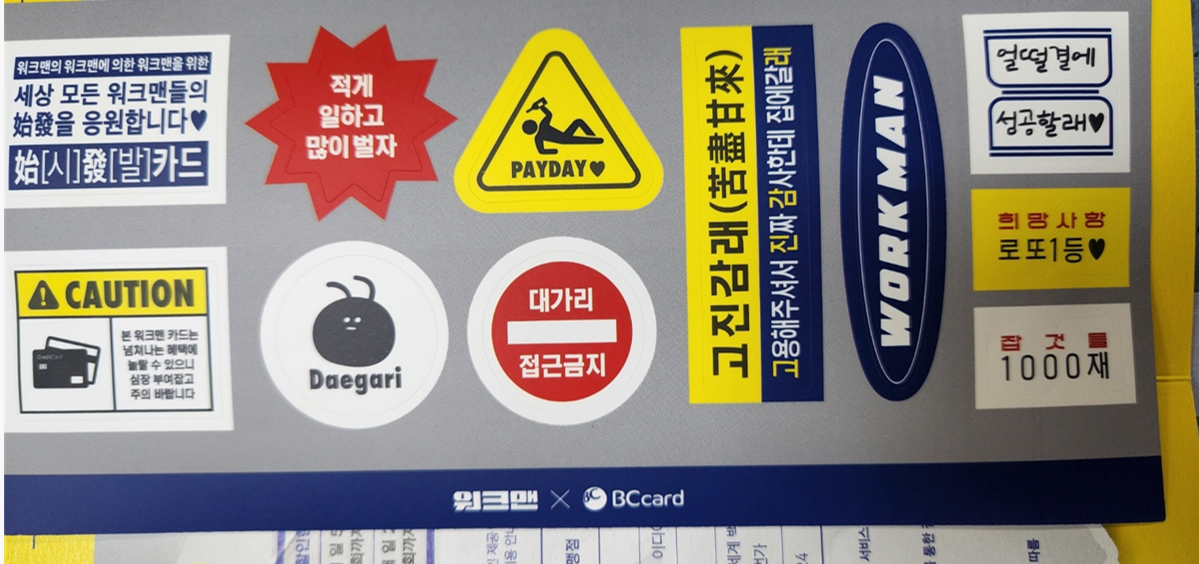 워크맨의 워크맨에 의한 워크맨을 위한
세상 모든 워크맨들의
始發을 응원합니다♥
始[시]發[발]카드
적게
일하고
많이 벌자
PAYDAY♥
고진감래(苦盡甘來)
고용해주셔서 진짜 감사한데 집에갈래
WORKMAN
얼떨결에
성공할래♥
희망사항
로또1등♥
잡것들
1000재
CAUTION
CreditCard
본 워크맨 카드는
넘쳐나는 혜택에
놀랄 수 있으니
심장 부여잡고
주의 바랍니다
Daegari
대가리
접근금지
워크맨 × BC BCcard
서비스
따름